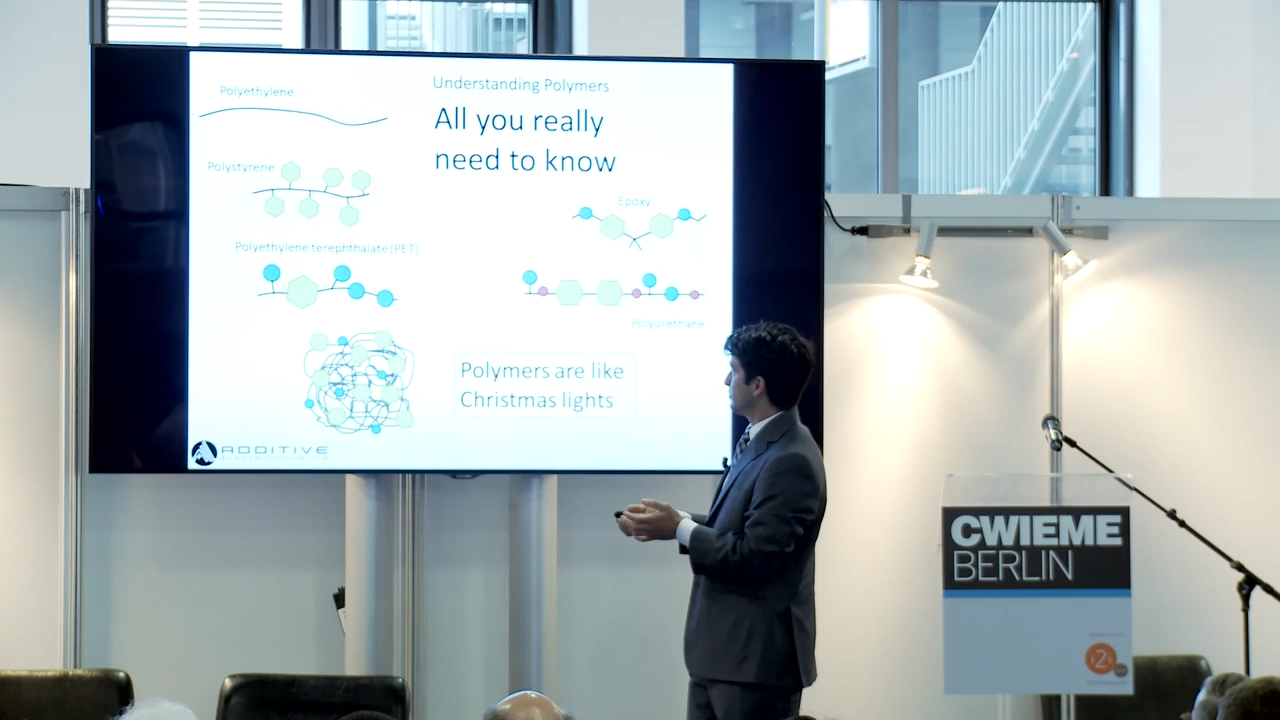 Understanding Polymers
All you really
need to know
Polyethylene
Polystyrene
Polyethylene terephthalate (PET)
Epoxy
Polyurethane
Polymers are like
Christmas lights
ADDITIVE
CWIEME
BERLIN
i2i